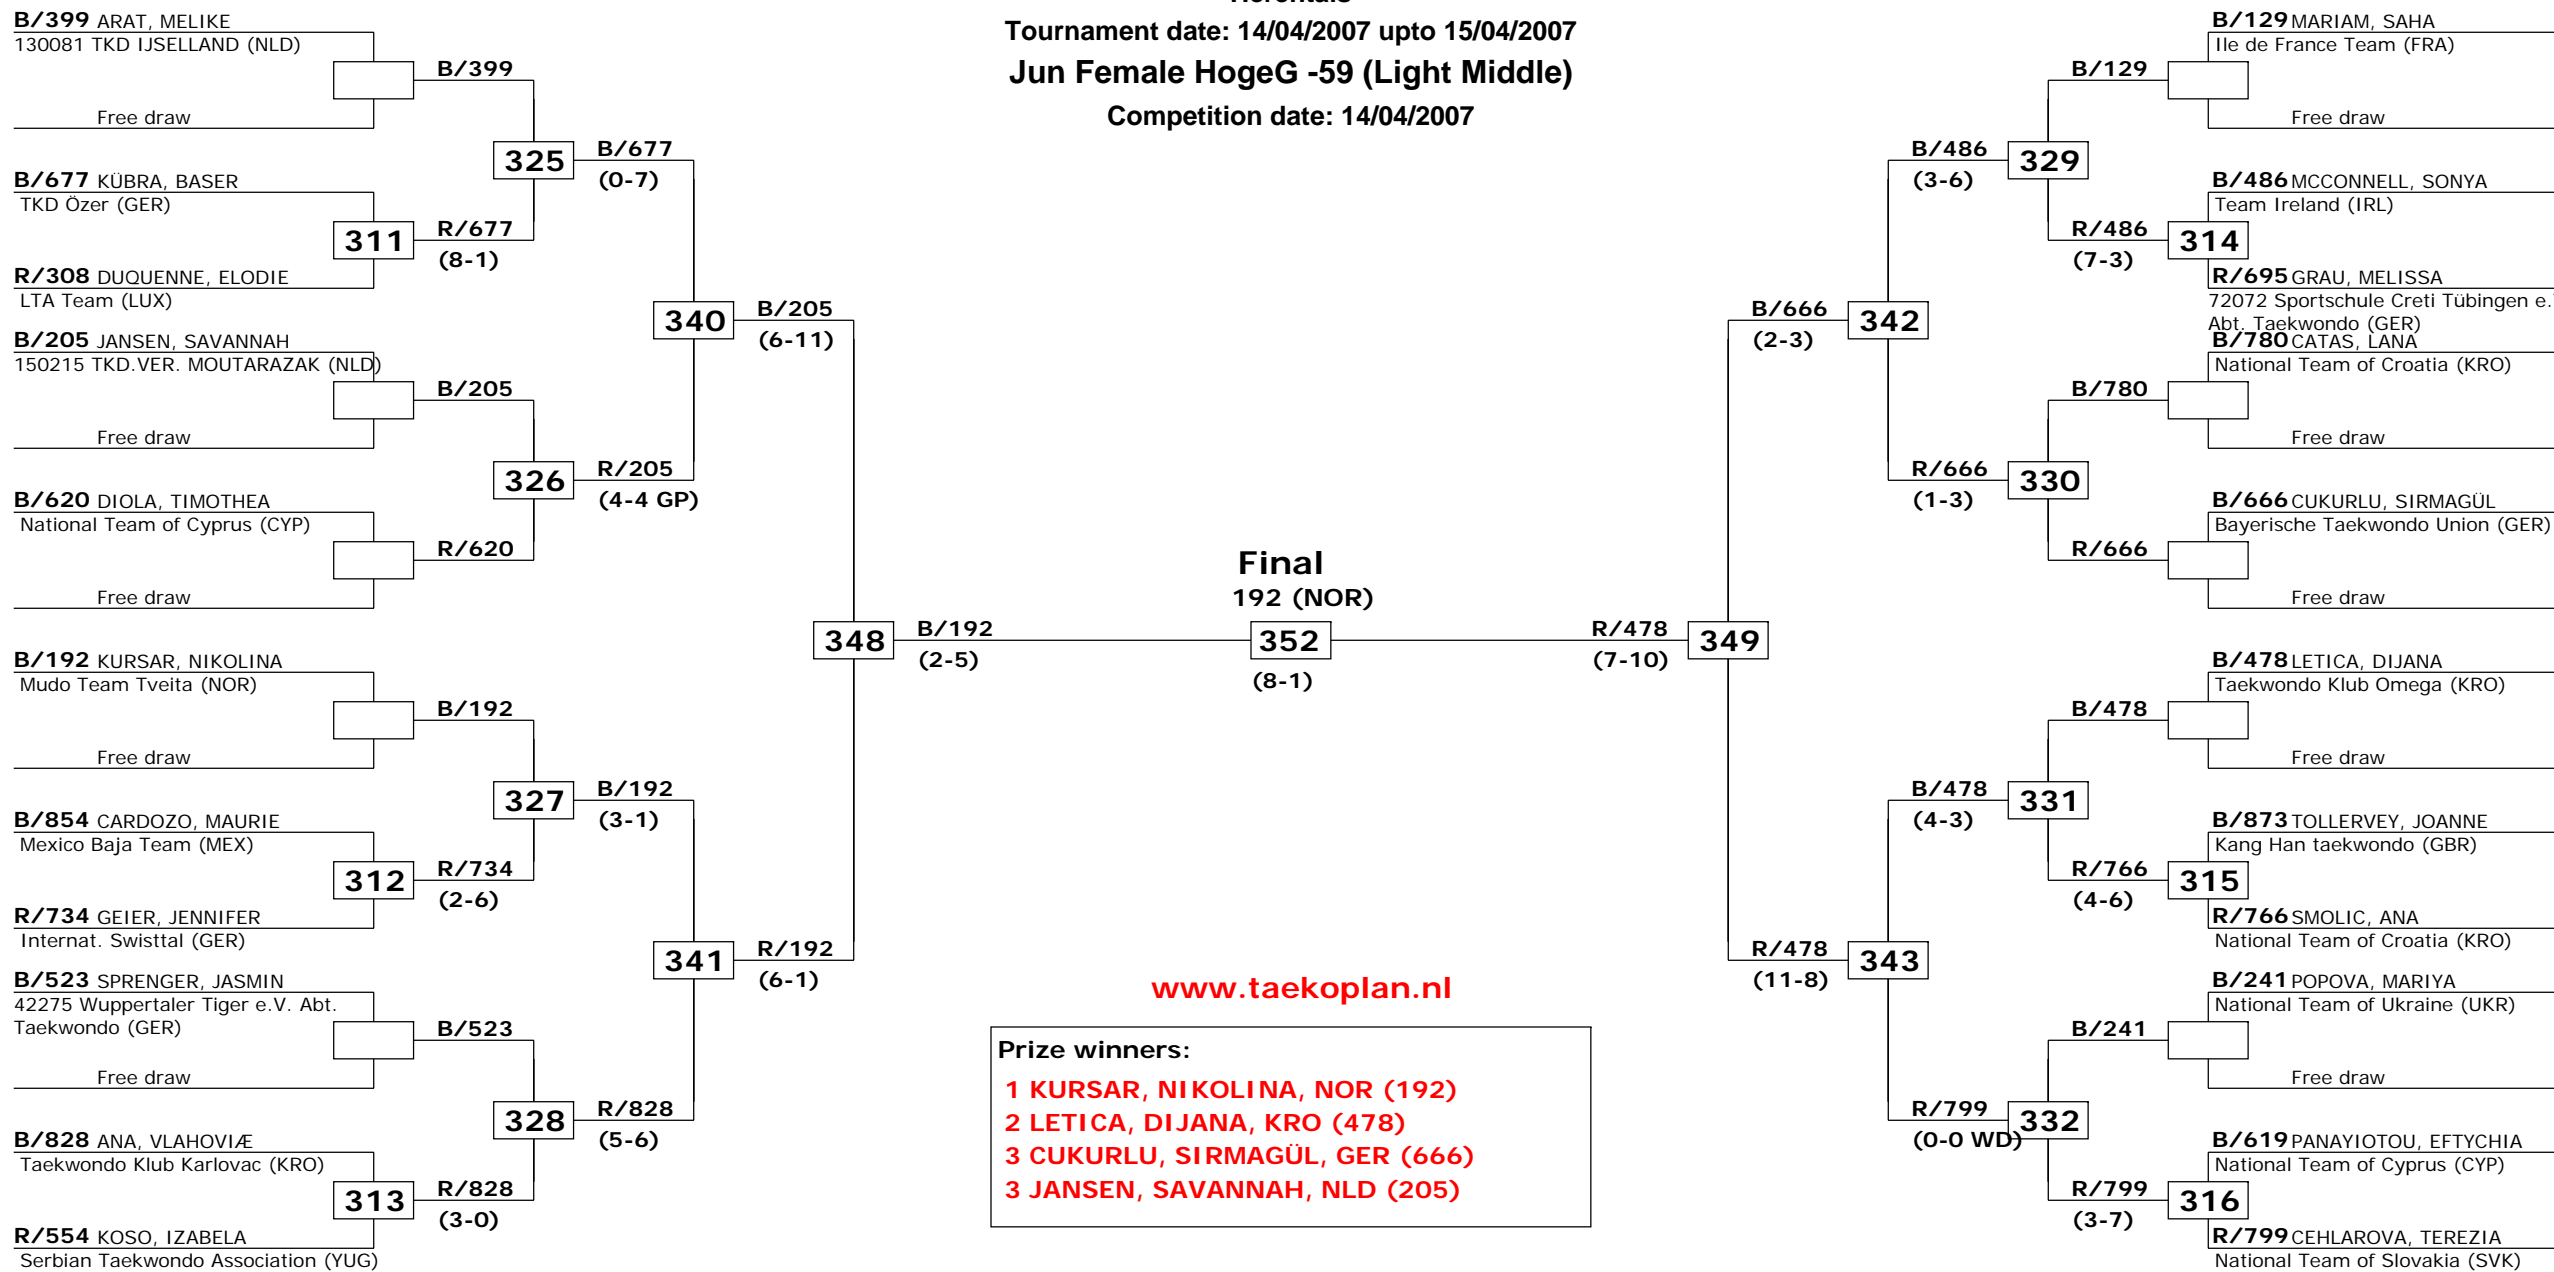 Tournament date: 14/04/2007 upto 15/04/2007
Jun Female HogeG -59 (Light Middle)
Competition date: 14/04/2007
B/399 ARAT, MELIKE
130081 TKD IJSELLAND (NLD)
B/399
Free draw
325
B/677
(0-7)
B/677 KÜBRA, BASER
TKD Özer (GER)
311
R/677
(8-1)
R/308 DUQUENNE, ELODIE
LTA Team (LUX)
340
B/205
(6-11)
B/205 JANSEN, SAVANNAH
150215 TKD.VER. MOUTARAZAK (NLD)
B/205
Free draw
326
R/205
(4-4 GP)
B/620 DIOLA, TIMOTHEA
National Team of Cyprus (CYP)
R/620
Free draw
348
B/192
(2-5)
B/192 KURSAR, NIKOLINA
Mudo Team Tveita (NOR)
B/192
Free draw
327
B/192
(3-1)
B/854 CARDOZO, MAURIE
Mexico Baja Team (MEX)
312
R/734
(2-6)
R/734 GEIER, JENNIFER
Internat. Swisttal (GER)
341
R/192
(6-1)
B/523 SPRENGER, JASMIN
42275 Wuppertaler Tiger e.V. Abt.
Taekwondo (GER)
B/523
Free draw
328
R/828
(5-6)
B/828 ANA, VLAHOVIÆ
Taekwondo Klub Karlovac (KRO)
313
R/828
(3-0)
R/554 KOSO, IZABELA
Serbian Taekwondo Association (YUG)
Final
192 (NOR)
352
(8-1)
www.taekoplan.nl
Prize winners:
1 KURSAR, NIKOLINA, NOR (192)
2 LETICA, DIJANA, KRO (478)
3 CUKURLU, SIRMAGÜL, GER (666)
3 JANSEN, SAVANNAH, NLD (205)
B/129 MARIAM, SAHA
Ile de France Team (FRA)
B/129
Free draw
B/486
(3-6)
329
B/486 MCCONNELL, SONYA
Team Ireland (IRL)
R/486
(7-3)
314
R/695 GRAU, MELISSA
72072 Sportschule Creti Tübingen e.
Abt. Taekwondo (GER)
B/666
(2-3)
342
B/780 CATAS, LANA
National Team of Croatia (KRO)
B/780
Free draw
R/666
(1-3)
330
B/666 CUKURLU, SIRMAGÜL
Bayerische Taekwondo Union (GER)
R/666
Free draw
R/478
(7-10)
349
B/478 LETICA, DIJANA
Taekwondo Klub Omega (KRO)
B/478
Free draw
B/478
(4-3)
331
B/873 TOLLERVEY, JOANNE
Kang Han taekwondo (GBR)
R/766
(4-6)
315
R/766 SMOLIC, ANA
National Team of Croatia (KRO)
R/478
(11-8)
343
B/241 POPOVA, MARIYA
National Team of Ukraine (UKR)
B/241
Free draw
R/799
(0-0 WD)
332
B/619 PANAYIOTOU, EFTYCHIA
National Team of Cyprus (CYP)
R/799
(3-7)
316
R/799 CEHLAROVA, TEREZIA
National Team of Slovakia (SVK)